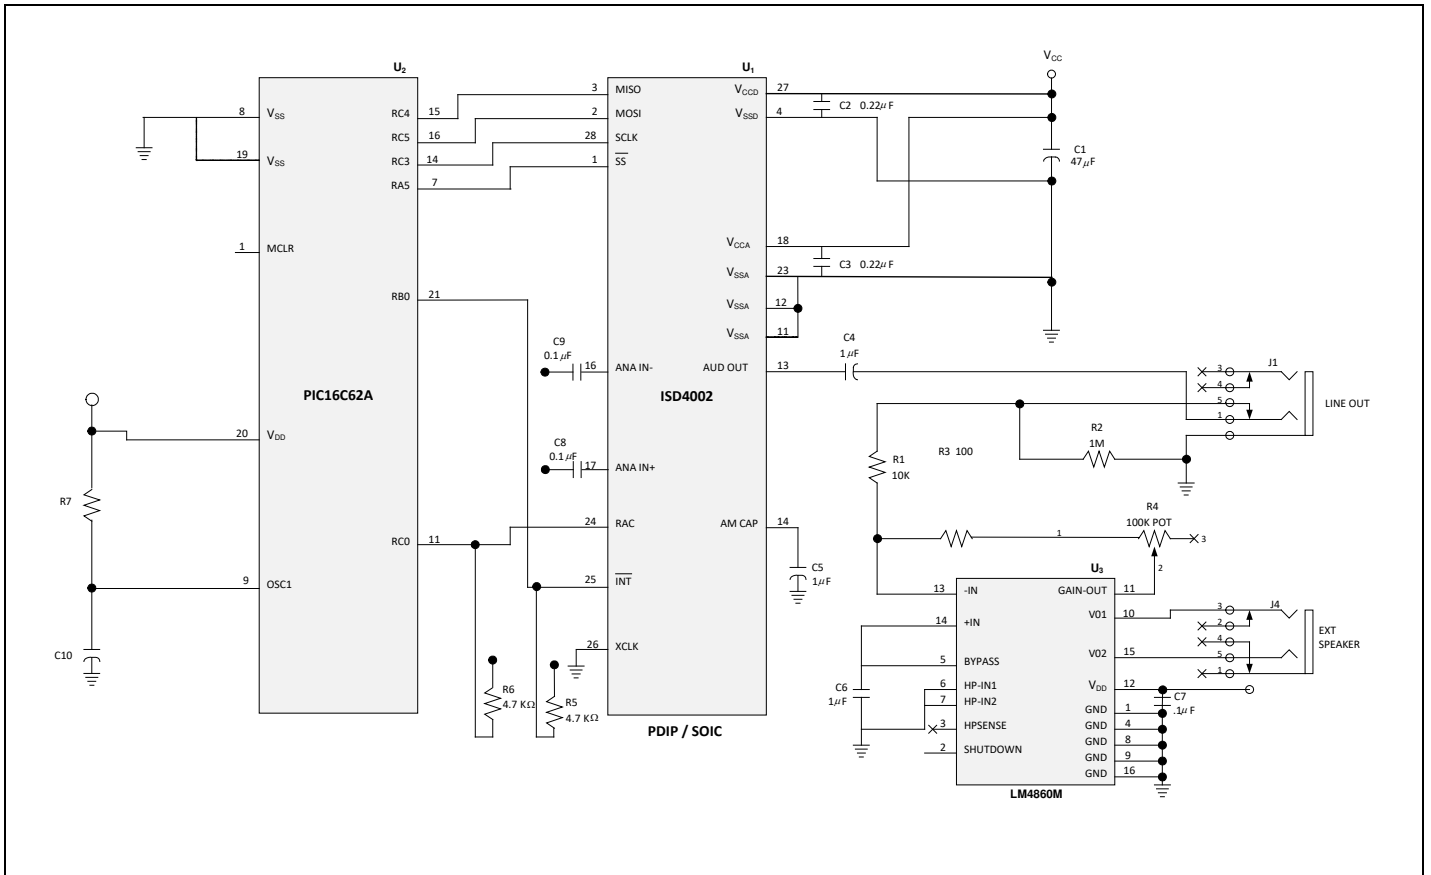 U2
PIC16C62A
8 VSS
19 VSS
1 MCLR
20 VDD
9 OSC1
RC4 15
RC5 16
RC3 14
RA5 7
RB0 21
RC0 11
R7
C10
U1
ISD4002
PDIP / SOIC
3 MISO
2 MOSI
28 SCLK
1 SS
C9
0.1 μF
16 ANA IN-
C8
0.1 μF
17 ANA IN+
24 RAC
25 INT
26 XCLK
R6
4.7 KΩ
R5
4.7 KΩ
VCCD 27
VSSD 4
C2 0.22μF
VCCA 18
VSSA 23
C3 0.22μF
VSSA 12
VSSA 11
AUD OUT 13
AM CAP 14
VCC
C1
47μF
C4
1μF
C5
1μF
J1
3
4
5
1
LINE OUT
R2
1M
R1
10K
R3 100
R4
100K POT
1
3
2
U3
LM4860M
13 -IN
14 +IN
5 BYPASS
6 HP-IN1
7 HP-IN2
3 HPSENSE
2 SHUTDOWN
C6
1μF
GAIN-OUT 11
V01 10
V02 15
VDD 12
GND 1
GND 4
GND 8
GND 9
GND 16
C7
.1μF
J4
3
2
4
5
1
EXT
SPEAKER